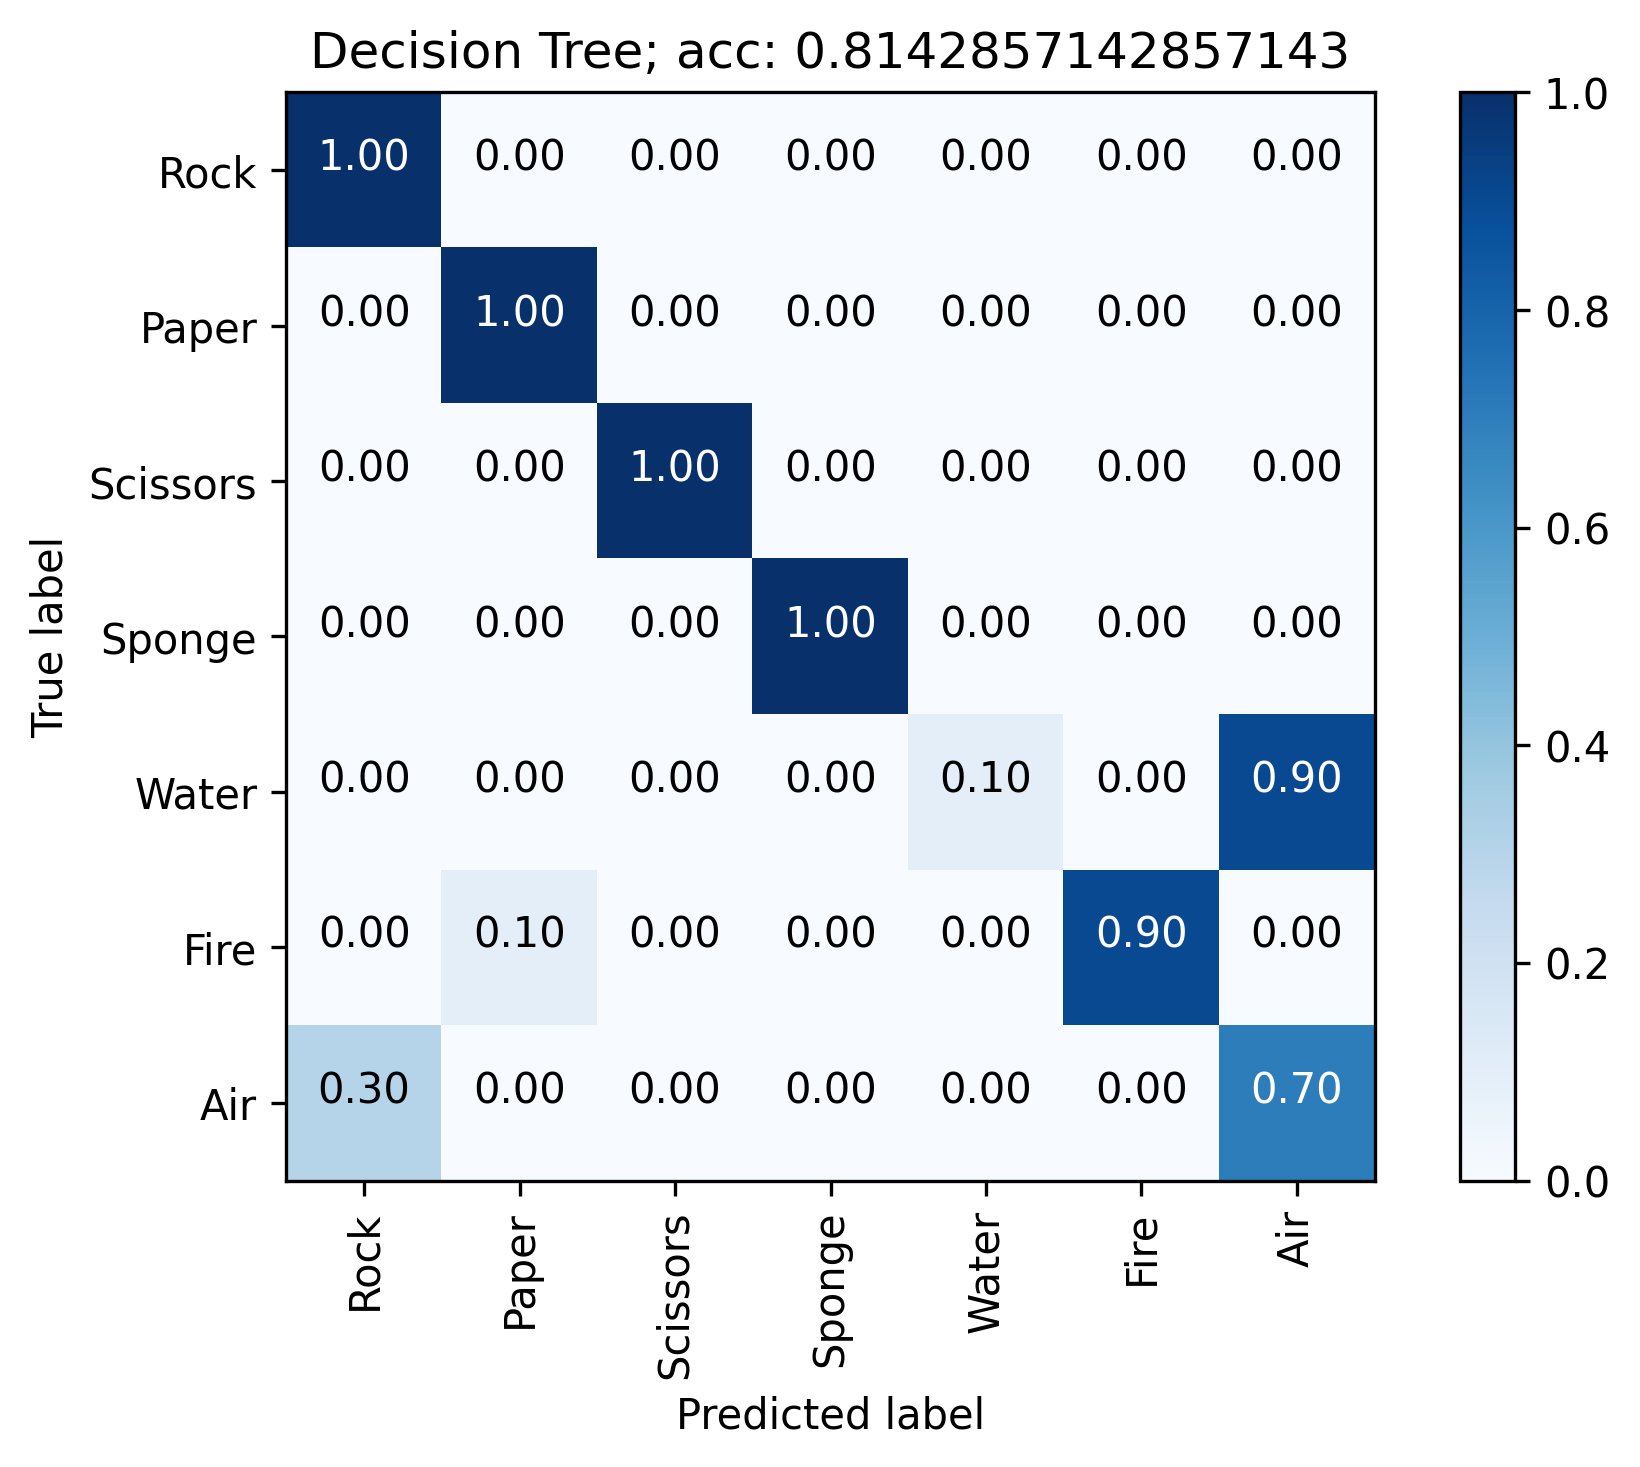 Decision Tree; acc: 0.8142857142857143
1.0
0.8
0.6
0.4
0.2
0.0
True label
Rock 1.00 0.00 0.00 0.00 0.00 0.00 0.00
Paper 0.00 1.00 0.00 0.00 0.00 0.00 0.00
Scissors 0.00 0.00 1.00 0.00 0.00 0.00 0.00
Sponge 0.00 0.00 0.00 1.00 0.00 0.00 0.00
Water 0.00 0.00 0.00 0.00 0.10 0.00 0.90
Fire 0.00 0.10 0.00 0.00 0.00 0.90 0.00
Air 0.30 0.00 0.00 0.00 0.00 0.00 0.70
Rock Paper Scissors Sponge Water Fire Air
Predicted label